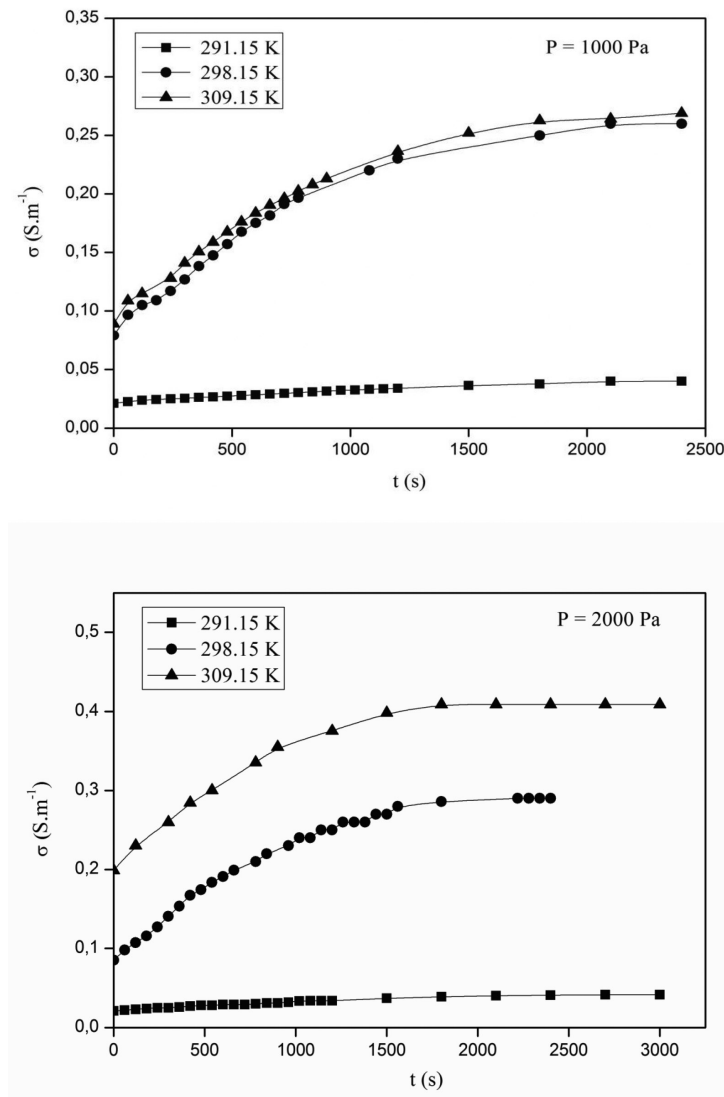 0,35
P = 1000 Pa
291.15 K
298.15 K
309.15 K
0,30
0,25
0,20
0,15
0,10
0,05
0,00
σ (S.m⁻¹)
0 500 1000 1500 2000 2500
t (s)
P = 2000 Pa
291.15 K
298.15 K
309.15 K
0,5
0,4
0,3
0,2
0,1
0,0
σ (S.m⁻¹)
0 500 1000 1500 2000 2500 3000
t (s)